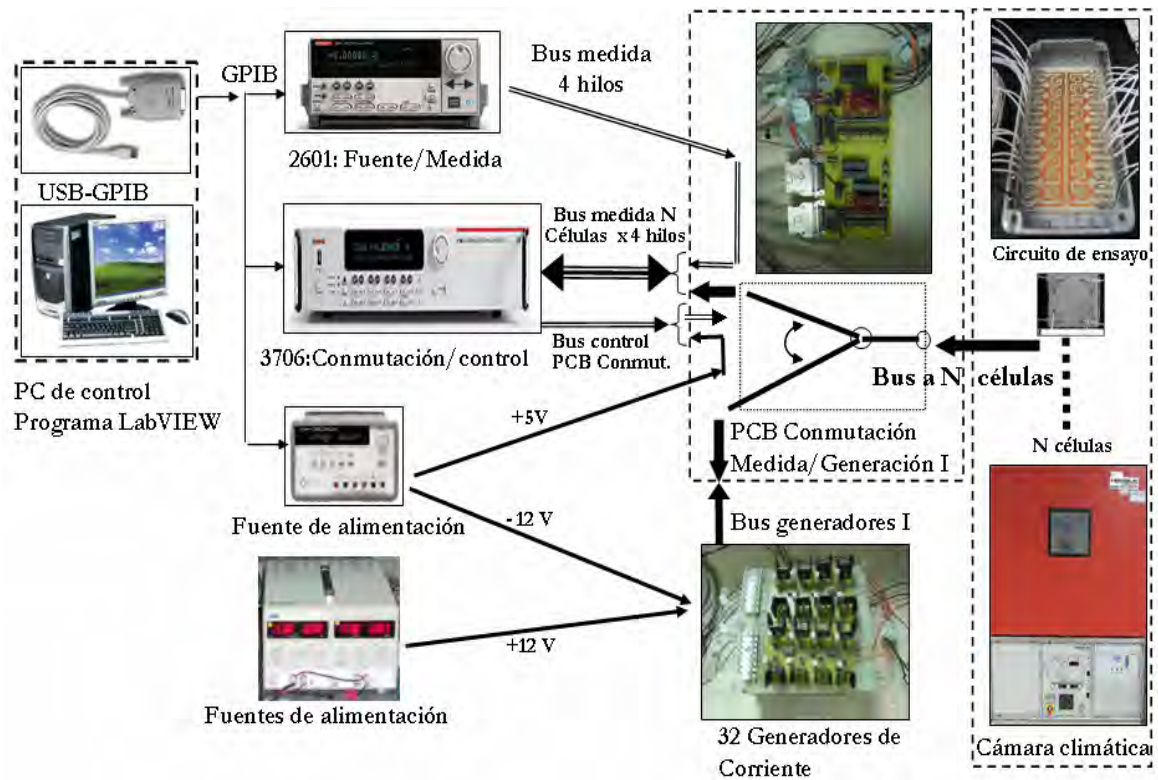 GPIB
Bus medida
4 hilos
USB-GPIB
2601: Fuente/Medida
Bus medida N
Células x 4 hilos
3706:Conmutación/control
Bus control
PCB Conmut.
PC de control
Programa LabVIEW
+5V
-12 V
Fuente de alimentación
+12 V
Fuentes de alimentación
PCB Conmutación
Medida/Generación I
Bus generadores I
32 Generadores de
Corriente
Circuito de ensayo
Bus a N células
N células
Cámara climática